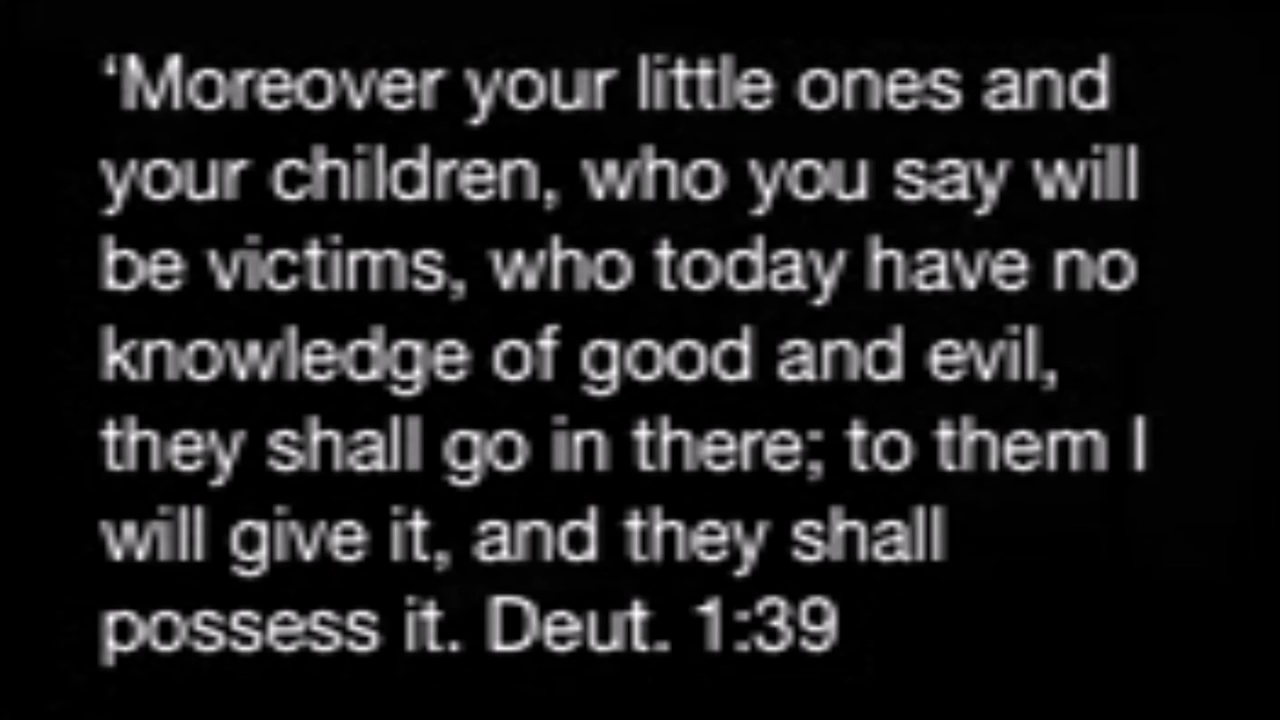 ‘Moreover your little ones and
your children, who you say will
be victims, who today have no
knowledge of good and evil,
they shall go in there; to them I
will give it, and they shall
possess it. Deut. 1:39